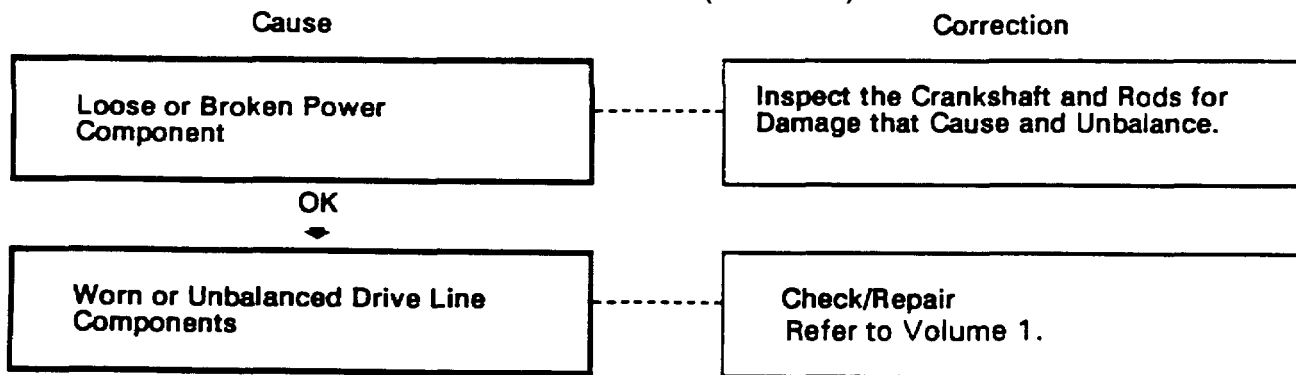 Cause
Correction
Loose or Broken Power
Component
Inspect the Crankshaft and Rods for
Damage that Cause and Unbalance.
OK
Worn or Unbalanced Drive Line
Components
Check/Repair
Refer to Volume 1.